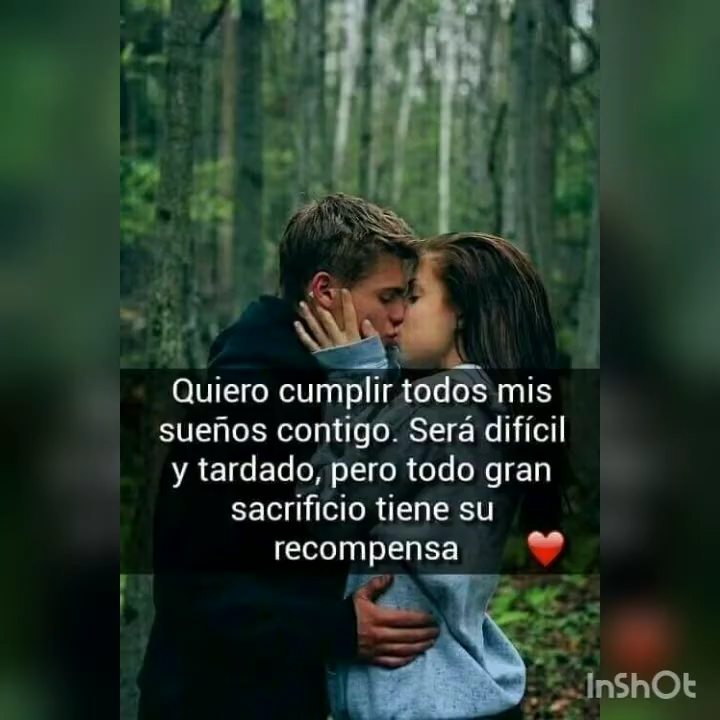 Quiero cumplir todos mis
sueños contigo. Será difícil
y tardado, pero todo gran
sacrificio tiene su
recompensa ❤️
InShOt